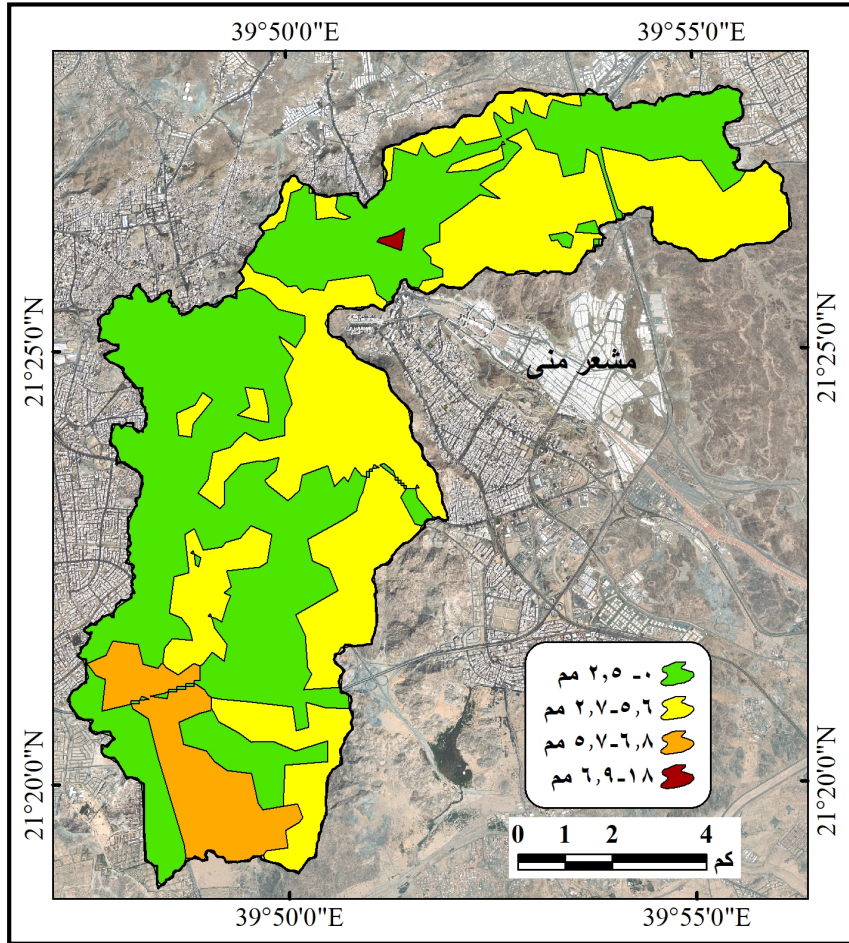 39°50'0"E 39°55'0"E
21°25'0"N 21°25'0"N
مشعر منى
٠- ٢,٥ مم
٢,٧-٥,٦ مم
٥,٧-٦,٨ مم
٦,٩-١٨ مم
21°20'0"N 21°20'0"N
0 1 2 4
كم
39°50'0"E 39°55'0"E